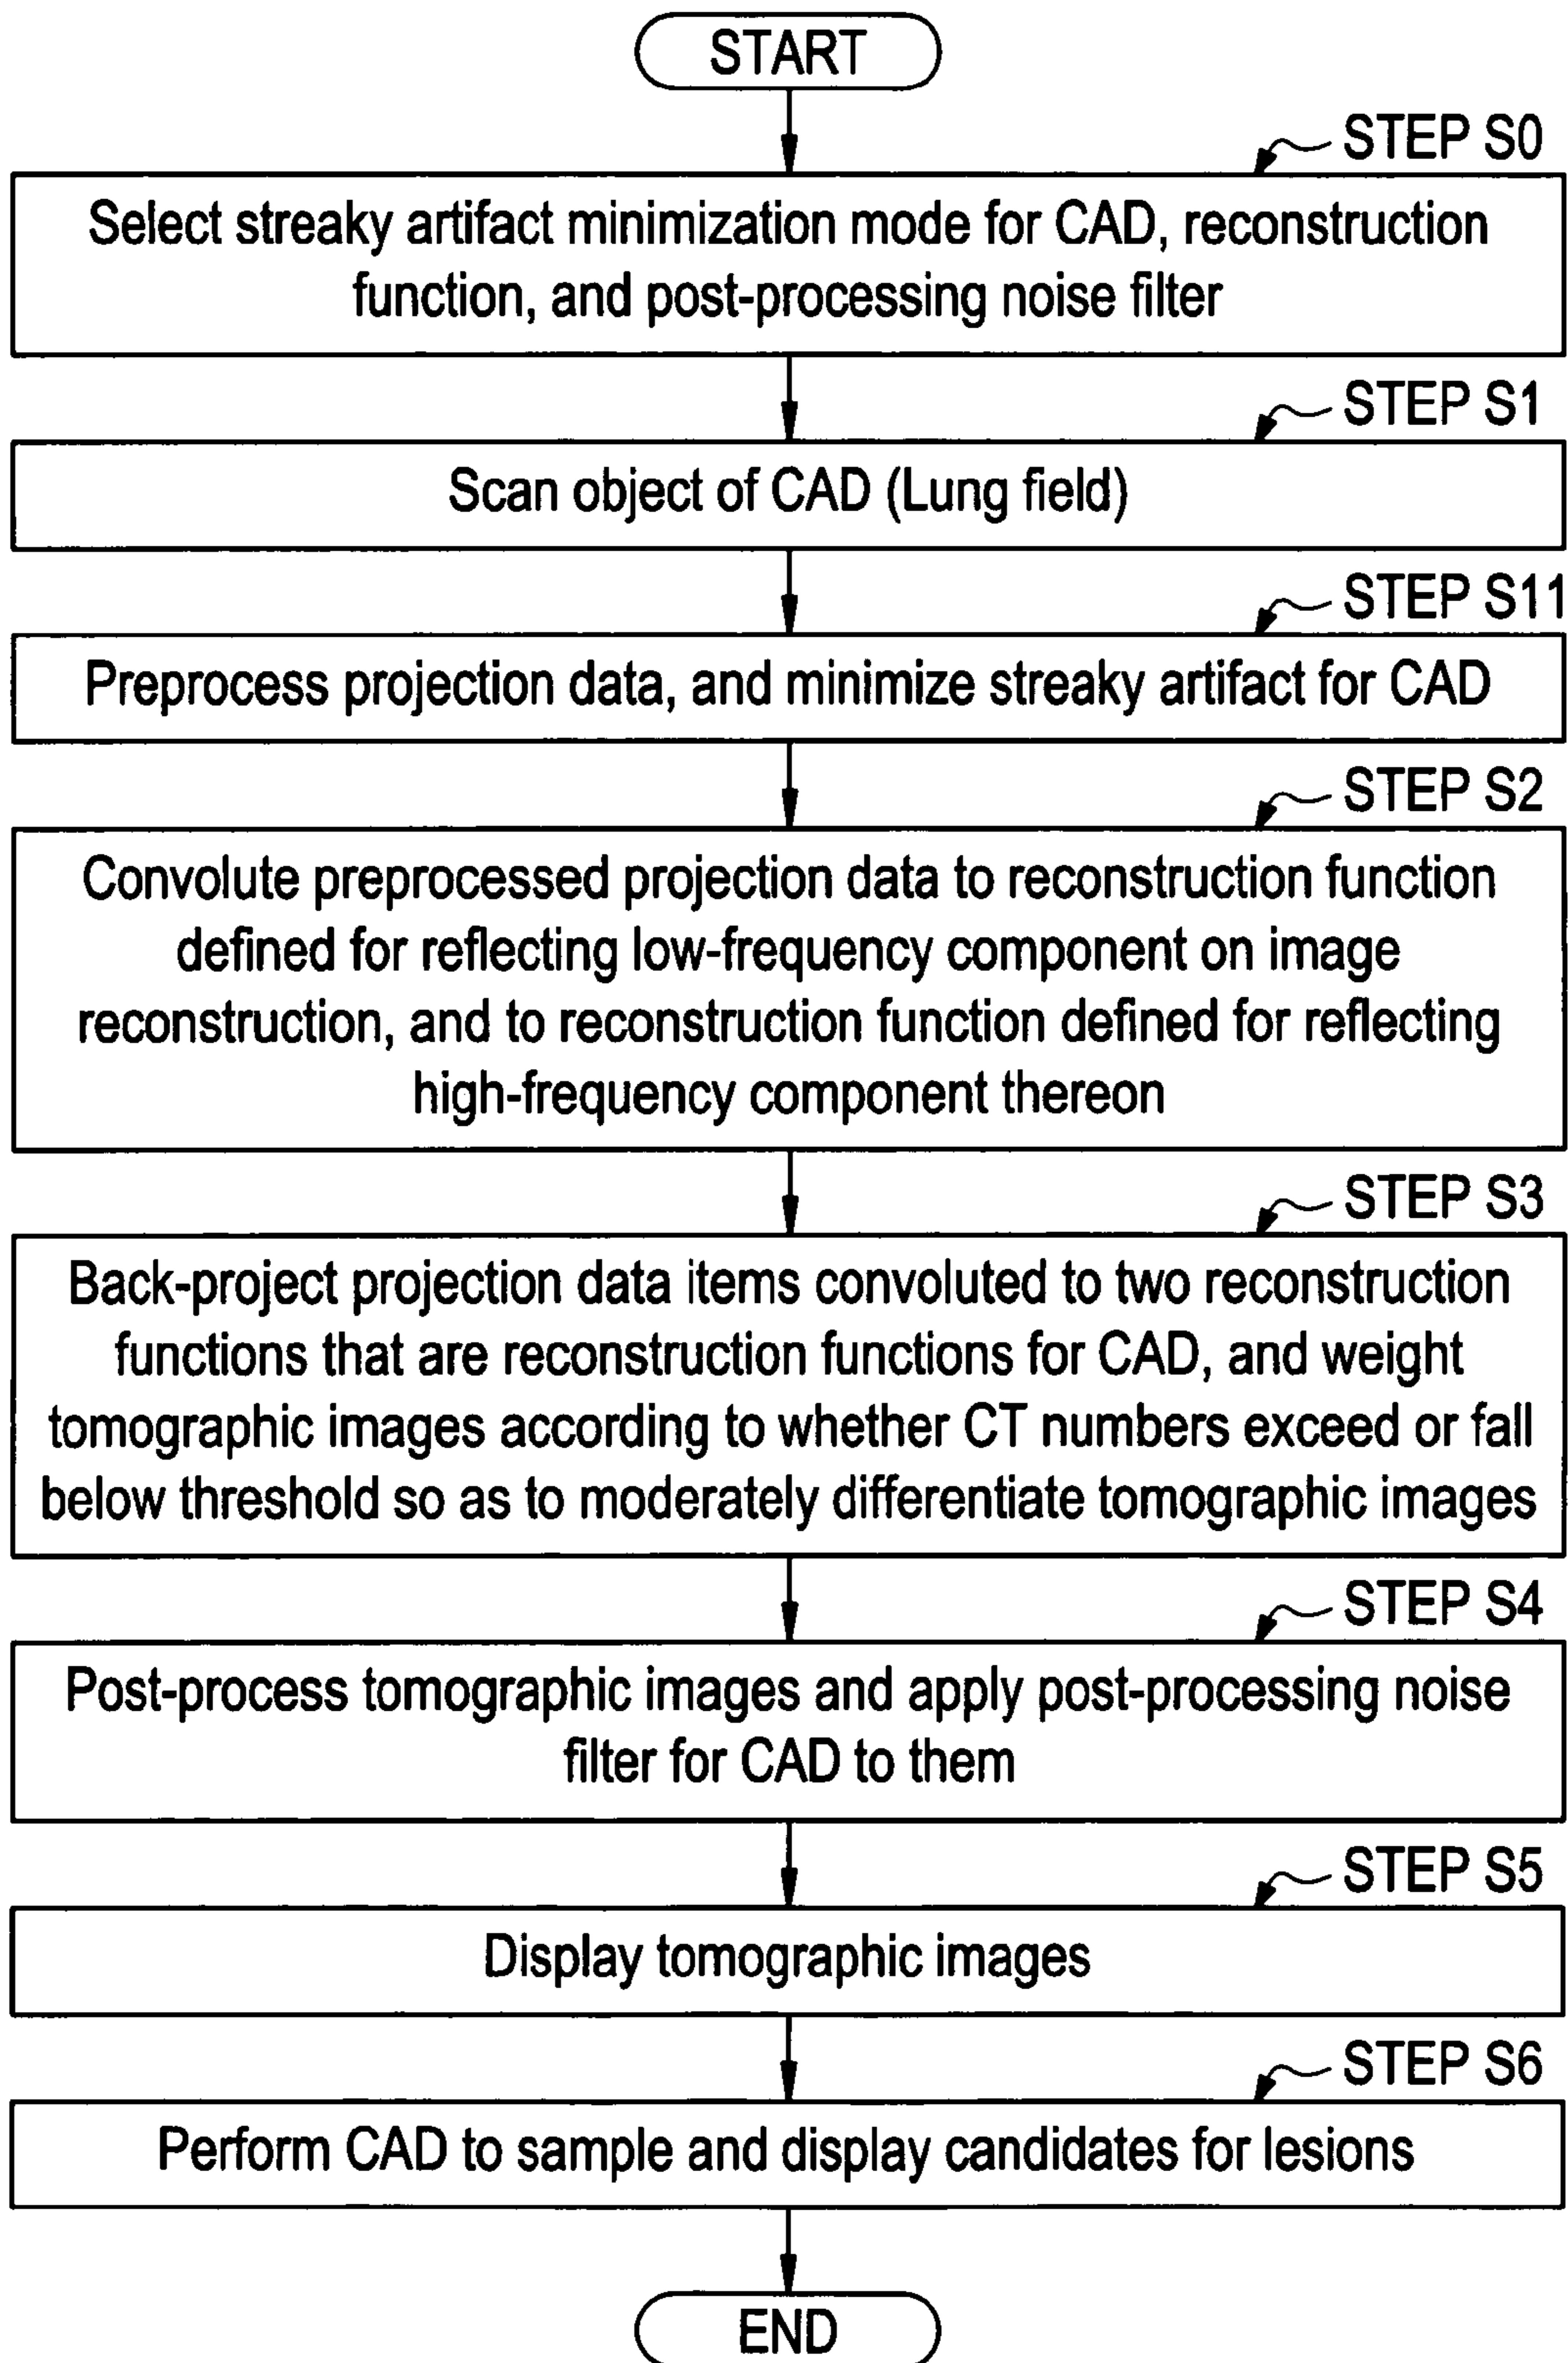 START
STEP S0
Select streaky artifact minimization mode for CAD, reconstruction
function, and post-processing noise filter
STEP S1
Scan object of CAD (Lung field)
STEP S11
Preprocess projection data, and minimize streaky artifact for CAD
STEP S2
Convolute preprocessed projection data to reconstruction function
defined for reflecting low-frequency component on image
reconstruction, and to reconstruction function defined for reflecting
high-frequency component thereon
STEP S3
Back-project projection data items convoluted to two reconstruction
functions that are reconstruction functions for CAD, and weight
tomographic images according to whether CT numbers exceed or fall
below threshold so as to moderately differentiate tomographic images
STEP S4
Post-process tomographic images and apply post-processing noise
filter for CAD to them
STEP S5
Display tomographic images
STEP S6
Perform CAD to sample and display candidates for lesions
END